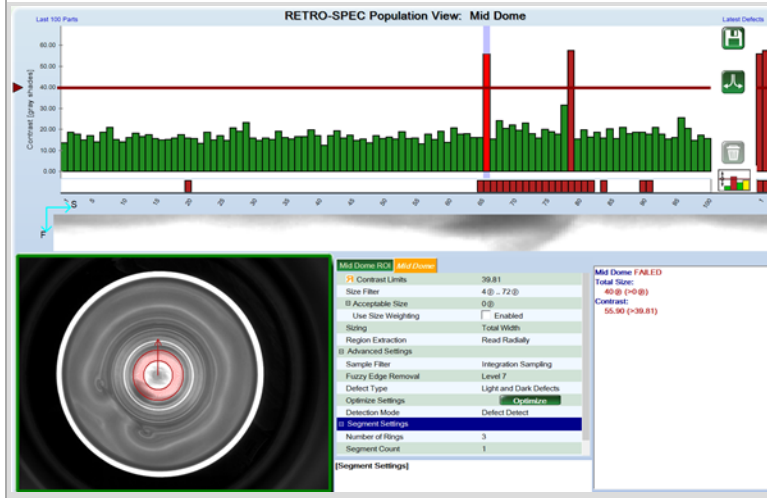 Last 100 Parts
RETRO-SPEC Population View: Mid Dome
Latest Defects
Contrast [gray shades]
60.00
50.00
40.00
30.00
20.00
10.00
0.00
1 5 10 15 20 25 30 35 40 45 50 55 60 65 70 75 80 85 90 95 100 1
S
F
Mid Dome ROI Mid Dome
Contrast Limits 39.81
Size Filter 4 .. 72
Acceptable Size 0
Use Size Weighting Enabled
Sizing Total Width
Region Extraction Read Radially
Advanced Settings
Sample Filter Integration Sampling
Fuzzy Edge Removal Level 7
Defect Type Light and Dark Defects
Optimize Settings Optimize
Detection Mode Defect Detect
Segment Settings
Number of Rings 3
Segment Count 1
[Segment Settings]
Mid Dome FAILED
Total Size:
40 (>0)
Contrast:
55.90 (>39.81)